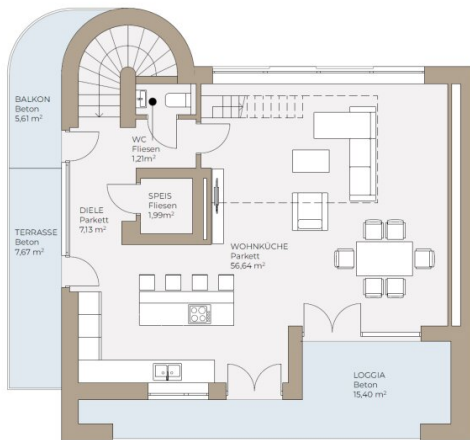 BALKON
Beton
5,61 m²
WC
Fliesen
1,21m²
SPEIS
Fliesen
1,99m²
DIELE
Parkett
7,13 m²
TERRASSE
Beton
7,67 m²
WOHNKÜCHE
Parkett
56,64 m²
LOGGIA
Beton
15,40 m²